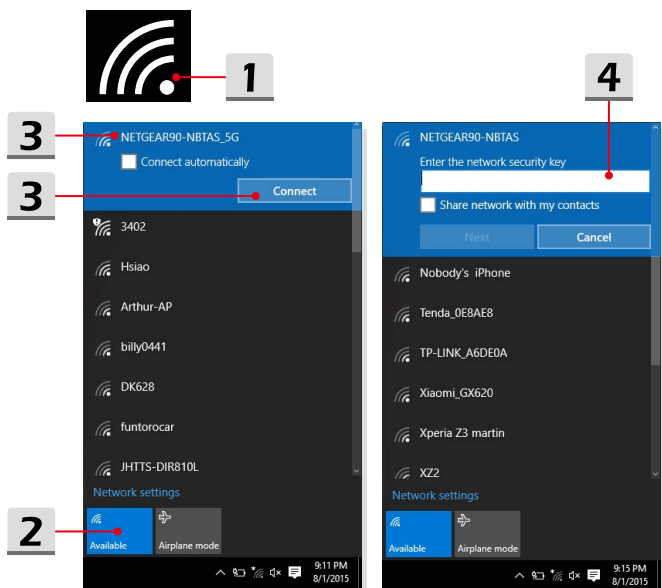 1
4
3
NETGEAR90-NBTAS_5G
Connect automatically
3
Connect
3402
Hsiao
Arthur-AP
billy0441
DK628
funtorocar
JHTTS-DIR810L
Network settings
2
Available
Airplane mode
9:11 PM
8/1/2015
NETGEAR90-NBTAS
Enter the network security key
Share network with my contacts
Next
Cancel
Nobody's iPhone
Tenda_0E8AE8
TP-LINK_A6DE0A
Xiaomi_GX620
Xperia Z3 martin
XZ2
Network settings
Available
Airplane mode
9:15 PM
8/1/2015